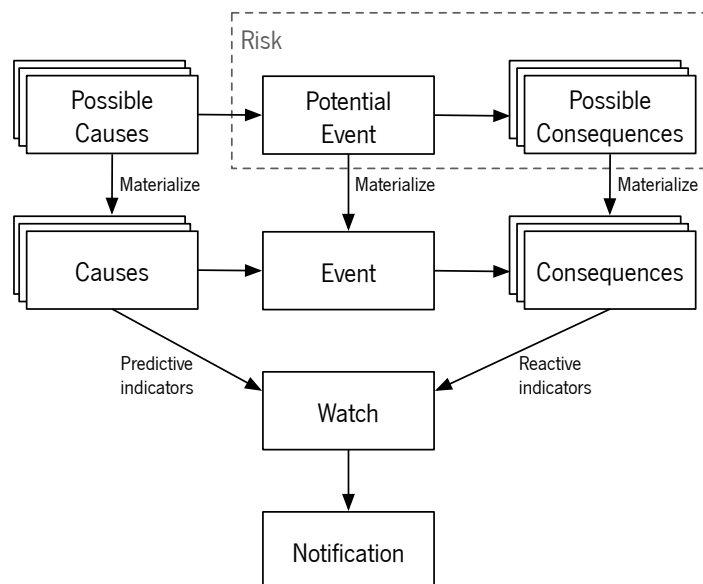 Risk
Possible
Causes
Potential
Event
Possible
Consequences
Materialize
Materialize
Materialize
Causes
Event
Consequences
Predictive
indicators
Reactive
indicators
Watch
Notification